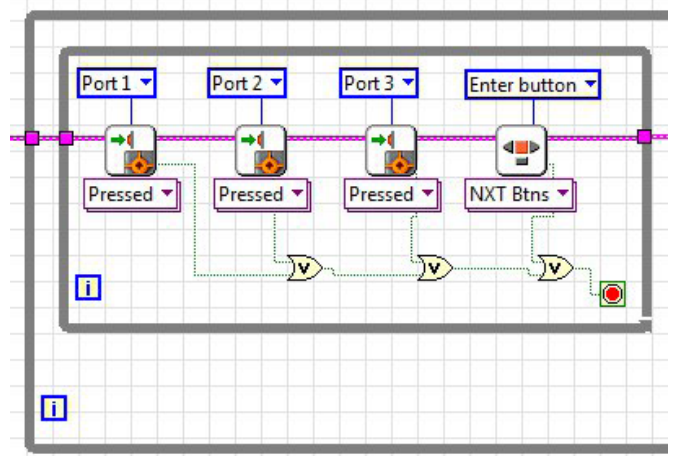 Port 1
Port 2
Port 3
Enter button
Pressed
Pressed
Pressed
NXT Btns
V
V
V
i
i